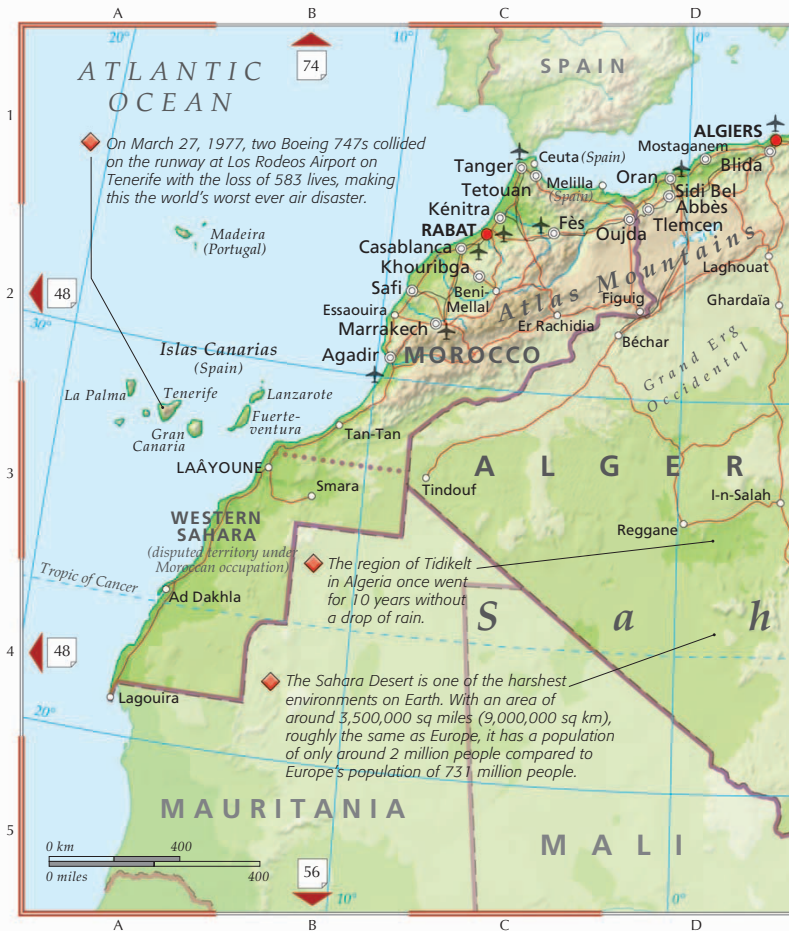 A B C D
20° 10° 0°
74
ATLANTIC
OCEAN
SPAIN
1
On March 27, 1977, two Boeing 747s collided
on the runway at Los Rodeos Airport on
Tenerife with the loss of 583 lives, making
this the world's worst ever air disaster.
ALGIERS
Mostaganem
Blida
Tanger
Ceuta (Spain)
Oran
Tetouan
Melilla
(Spain)
Sidi Bel
Abbès
Kénitra
Tlemcen
RABAT
Fès
Oujda
Madeira
(Portugal)
Casablanca
Khouribga
Atlas Mountains
Laghouat
48
2
Safi
Beni-
Mellal
Figuig
Ghardaïa
Essaouira
Marrakech
Er Rachidia
30°
Béchar
Islas Canarias
(Spain)
Agadir
MOROCCO
Grand Erg
Occidental
La Palma
Tenerife
Lanzarote
Fuerte-
ventura
Gran
Canaria
Tan-Tan
3
LAÂYOUNE
ALGER
Smara
Tindouf
I-n-Salah
WESTERN
SAHARA
(disputed territory under
Moroccan occupation)
Reggane
The region of Tidikelt
in Algeria once went
for 10 years without
a drop of rain.
Tropic of Cancer
Ad Dakhla
S a h
4
48
The Sahara Desert is one of the harshest
environments on Earth. With an area of
around 3,500,000 sq miles (9,000,000 sq km),
roughly the same as Europe, it has a population
of only around 2 million people compared to
Europe's population of 731 million people.
Lagouira
20°
MAURITANIA
5
MALI
0 km 400
0 miles 400
56
10° 0°
A B C D